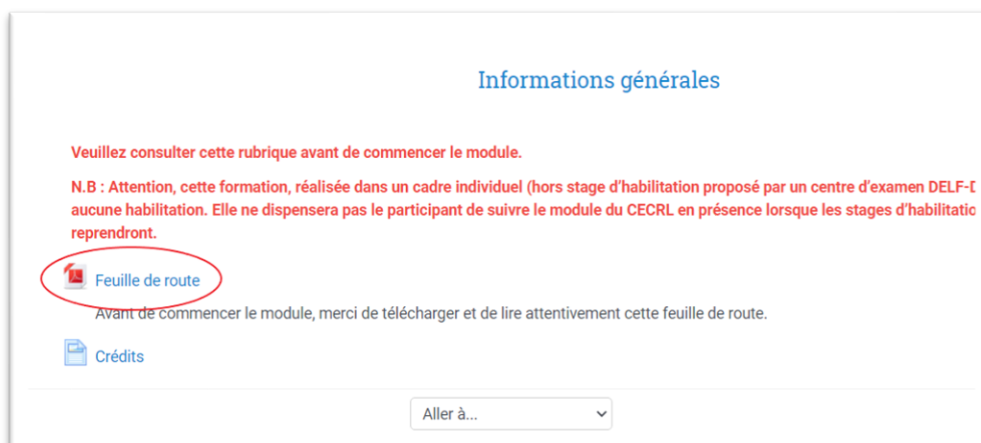 Informations générales
Veuillez consulter cette rubrique avant de commencer le module.
N.B : Attention, cette formation, réalisée dans un cadre individuel (hors stage d'habilitation proposé par un centre d'examen DELF-
aucune habilitation. Elle ne dispensera pas le participant de suivre le module du CECRL en présence lorsque les stages
reprendront.
Feuille de route
Avant de commencer le module, merci de télécharger et de lire attentivement cette feuille de route.
Crédits
Aller à...